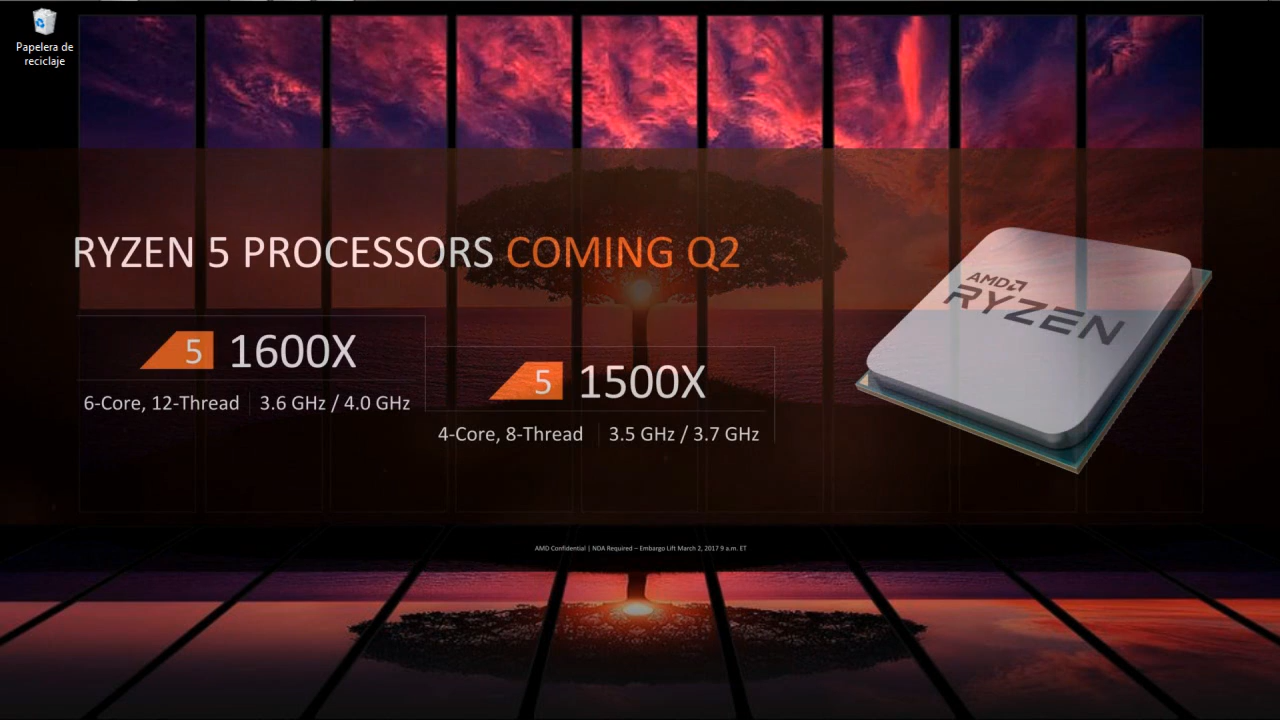 Papelera de
reciclaje
RYZEN 5 PROCESSORS COMING Q2
AMD
RYZEN
5 1600X
6-Core, 12-Thread 3.6 GHz / 4.0 GHz
5 1500X
4-Core, 8-Thread 3.5 GHz / 3.7 GHz
AMD Confidential | NDA Required – Embargo Lift March 2, 2017 9 a.m. ET